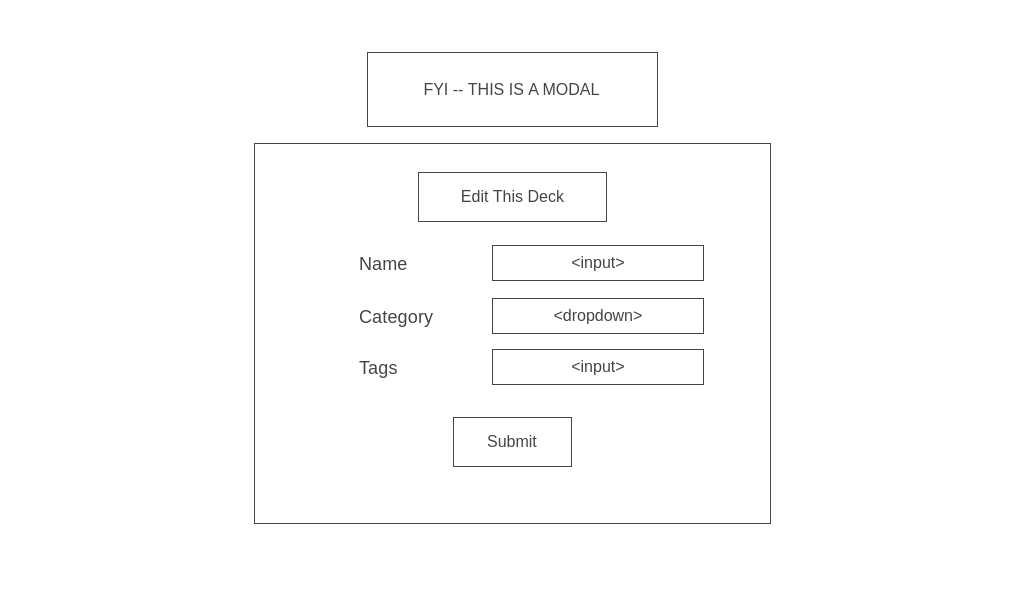 FYI -- THIS IS A MODAL
Edit This Deck
Name <input>
Category <dropdown>
Tags <input>
Submit